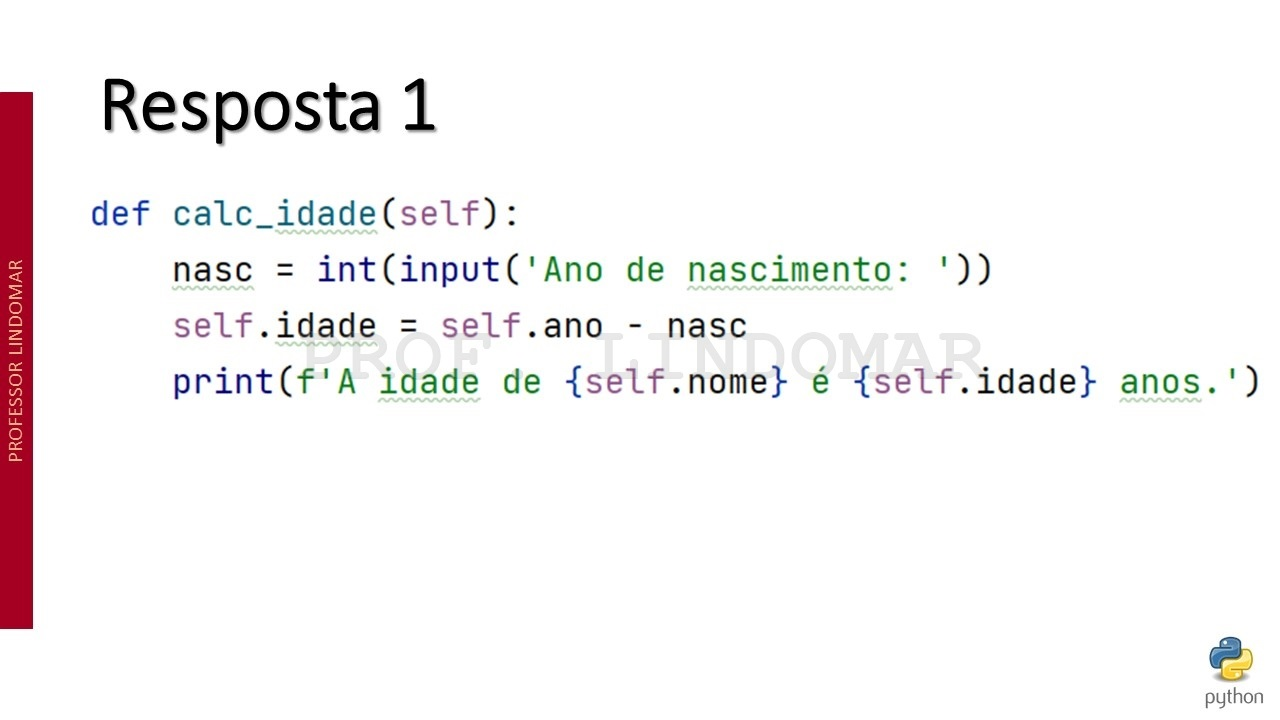 Resposta 1
PROFESSOR LINDOMAR
def calc_idade(self):
    nasc = int(input('Ano de nascimento: '))
    self.idade = self.ano - nasc
    print(f'A idade de {self.nome} é {self.idade} anos.')
PROF. LINDOMAR
python